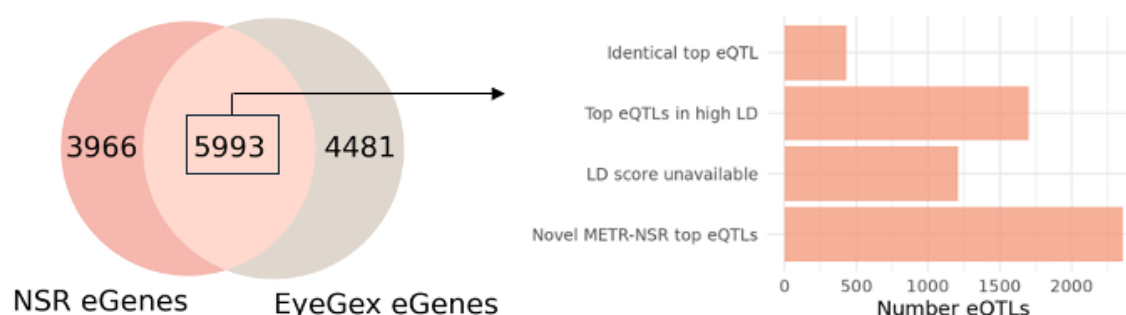 3966
5993
4481
NSR eGenes
EyeGex eGenes
Identical top eQTL
Top eQTLs in high LD
LD score unavailable
Novel METR-NSR top eQTLs
0 500 1000 1500 2000
Number eQTLs